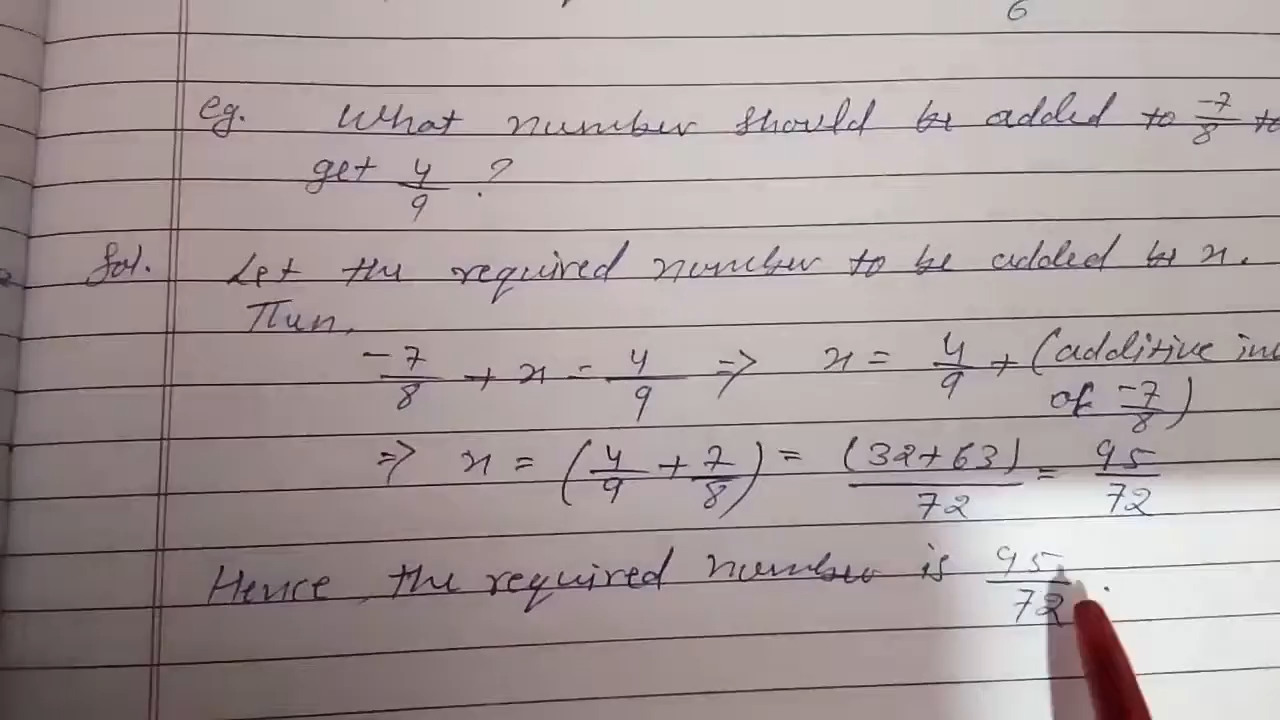 6
eg. What number should be added to -7/8 to
get 4/9 ?
Sol. Let the required number to be added be x.
Then,
-7/8 + x = 4/9 => x = 4/9 + (additive in
of -7/8)
=> x = (4/9 + 7/8) = (32+63)/72 = 95/72
Hence, the required number is 95/72.